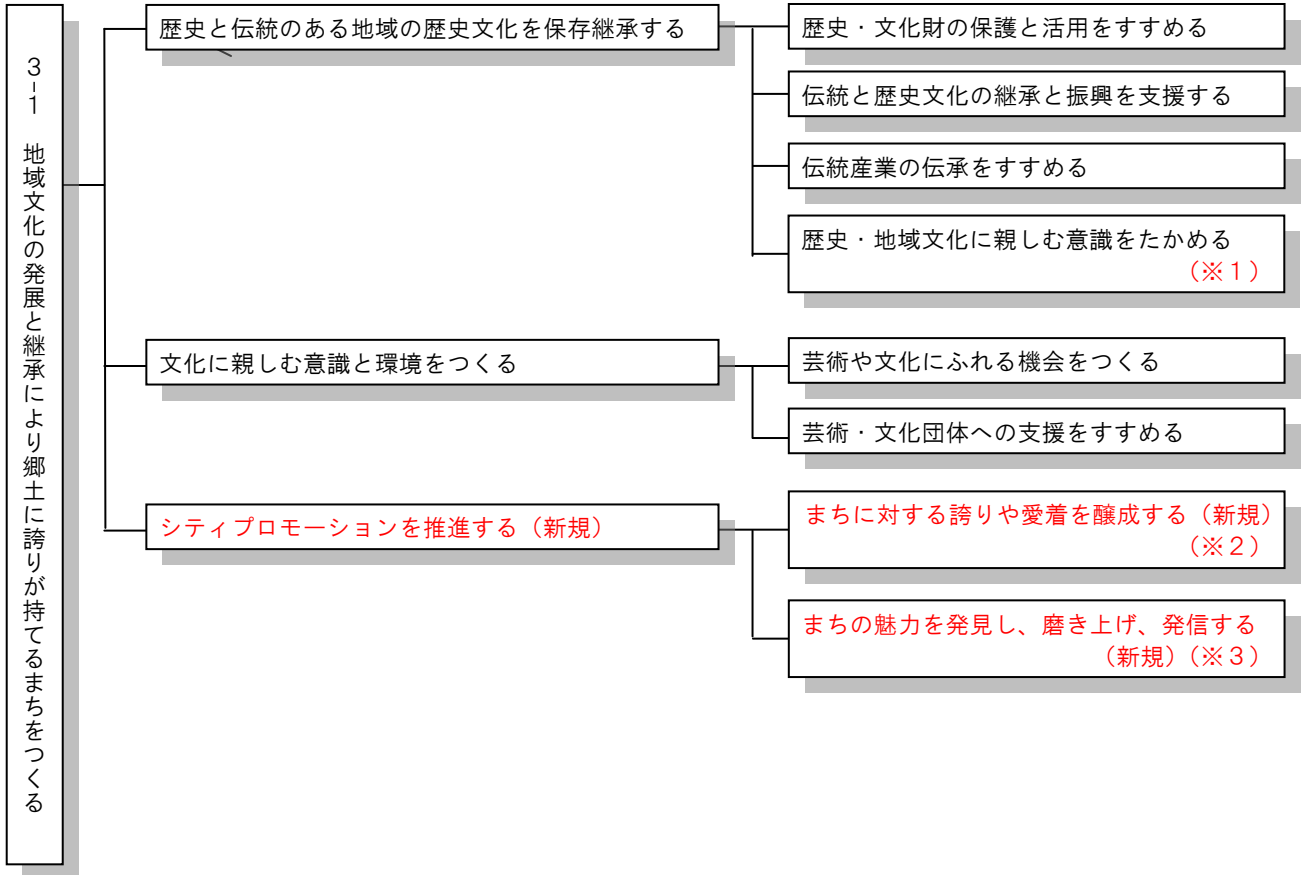 3-1 地域文化の発展と継承により郷土に誇りが持てるまちをつくる
歴史と伝統のある地域の歴史文化を保存継承する
歴史・文化財の保護と活用をすすめる
伝統と歴史文化の継承と振興を支援する
伝統産業の伝承をすすめる
歴史・地域文化に親しむ意識をたかめる
（※１）
文化に親しむ意識と環境をつくる
芸術や文化にふれる機会をつくる
芸術・文化団体への支援をすすめる
シティプロモーションを推進する（新規）
まちに対する誇りや愛着を醸成する（新規）
（※２）
まちの魅力を発見し、磨き上げ、発信する
（新規）（※３）